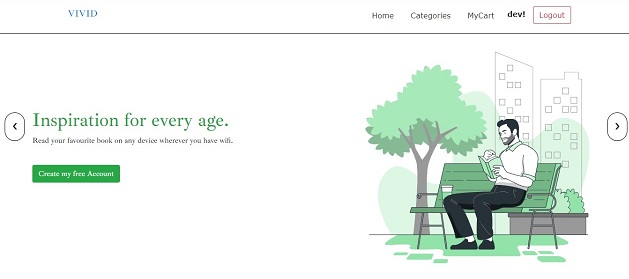 VIVID
Home Categories MyCart dev! Logout
Inspiration for every age.
Read your favourite book on any device wherever you have wifi.
Create my free Account